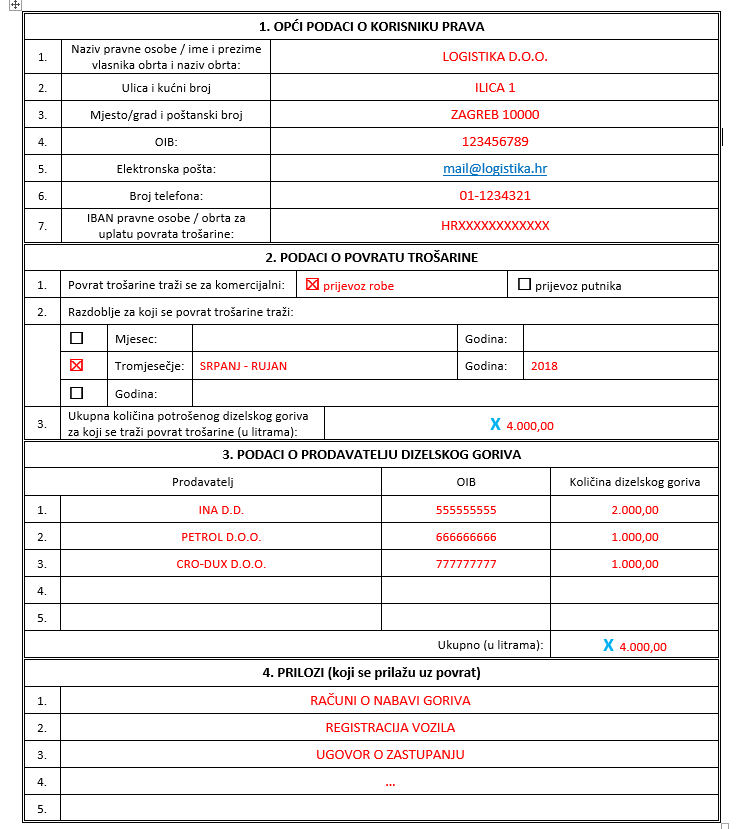 1. OPĆI PODACI O KORISNIKU PRAVA
1. Naziv pravne osobe / ime i prezime
vlasnika obrta i naziv obrta: LOGISTIKA D.O.O.
2. Ulica i kućni broj ILICA 1
3. Mjesto/grad i poštanski broj ZAGREB 10000
4. OIB: 123456789
5. Elektronska pošta: mail@logistika.hr
6. Broj telefona: 01-1234321
7. IBAN pravne osobe / obrta za
uplatu povrata trošarine: HRXXXXXXXXXXXX
2. PODACI O POVRATU TROŠARINE
1. Povrat trošarine traži se za komercijalni: ☒ prijevoz robe ☐ prijevoz putnika
2. Razdoblje za koji se povrat trošarine traži:
☐ Mjesec: Godina:
☒ Tromjesečje: SRPANJ - RUJAN Godina: 2018
☐ Godina:
3. Ukupna količina potrošenog dizelskog goriva
za koji se traži povrat trošarine (u litrama): X 4.000,00
3. PODACI O PRODAVATELJU DIZELSKOG GORIVA
Prodavatelj OIB Količina dizelskog goriva
1. INA D.D. 555555555 2.000,00
2. PETROL D.O.O. 666666666 1.000,00
3. CRO-DUX D.O.O. 777777777 1.000,00
4.
5.
Ukupno (u litrama): X 4.000,00
4. PRILOZI (koji se prilažu uz povrat)
1. RAČUNI O NABAVI GORIVA
2. REGISTRACIJA VOZILA
3. UGOVOR O ZASTUPANJU
4. ...
5.